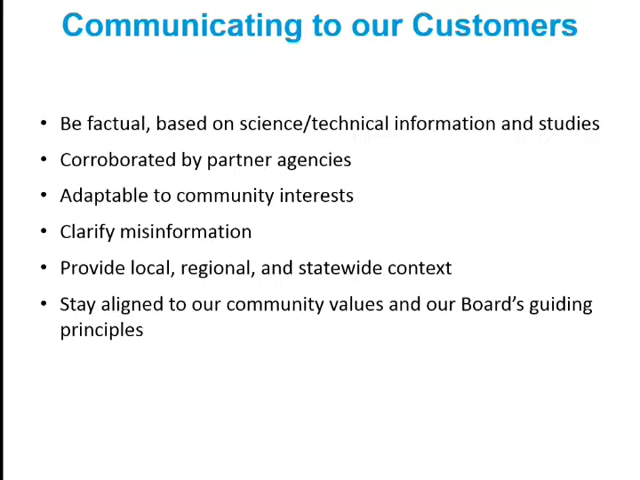 Communicating to our Customers
• Be factual, based on science/technical information and studies
• Corroborated by partner agencies
• Adaptable to community interests
• Clarify misinformation
• Provide local, regional, and statewide context
• Stay aligned to our community values and our Board’s guiding
principles